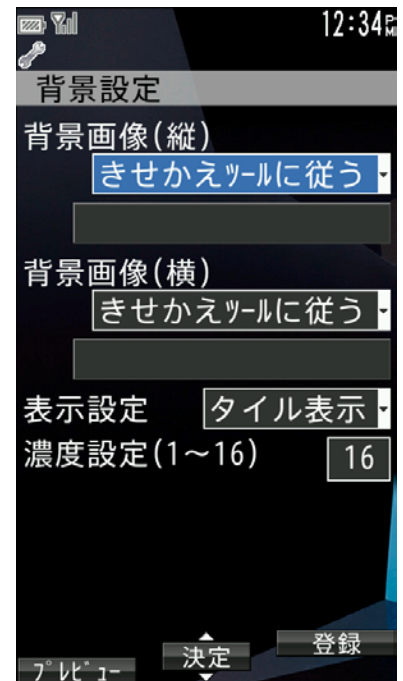 12:34PM
背景設定
背景画像(縦)
きせかえﾂｰﾙに従う
背景画像(横)
きせかえﾂｰﾙに従う
表示設定 タイル表示
濃度設定(1～16) 16
ﾌﾟﾚﾋﾞｭｰ 決定 登録